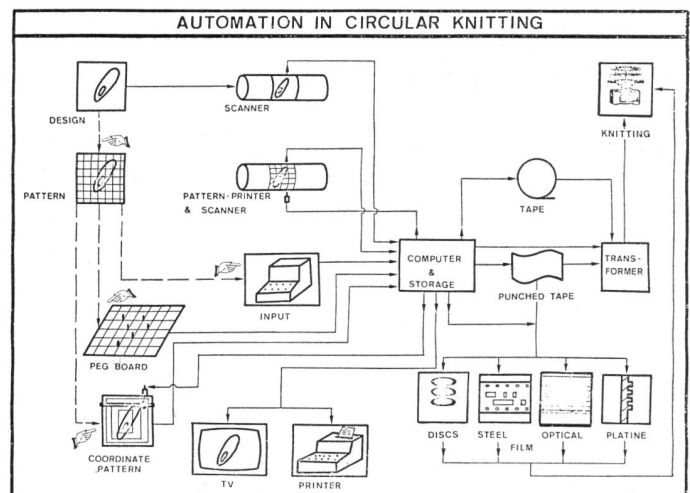 AUTOMATION IN CIRCULAR KNITTING
DESIGN
SCANNER
KNITTING
PATTERN
PATTERN-PRINTER
& SCANNER
TAPE
COMPUTER
&
STORAGE
TRANS-
FORMER
PUNCHED TAPE
INPUT
PEG BOARD
COORDINATE
PATTERN
TV
PRINTER
DISCS
STEEL
OPTICAL
PLATINE
FILM